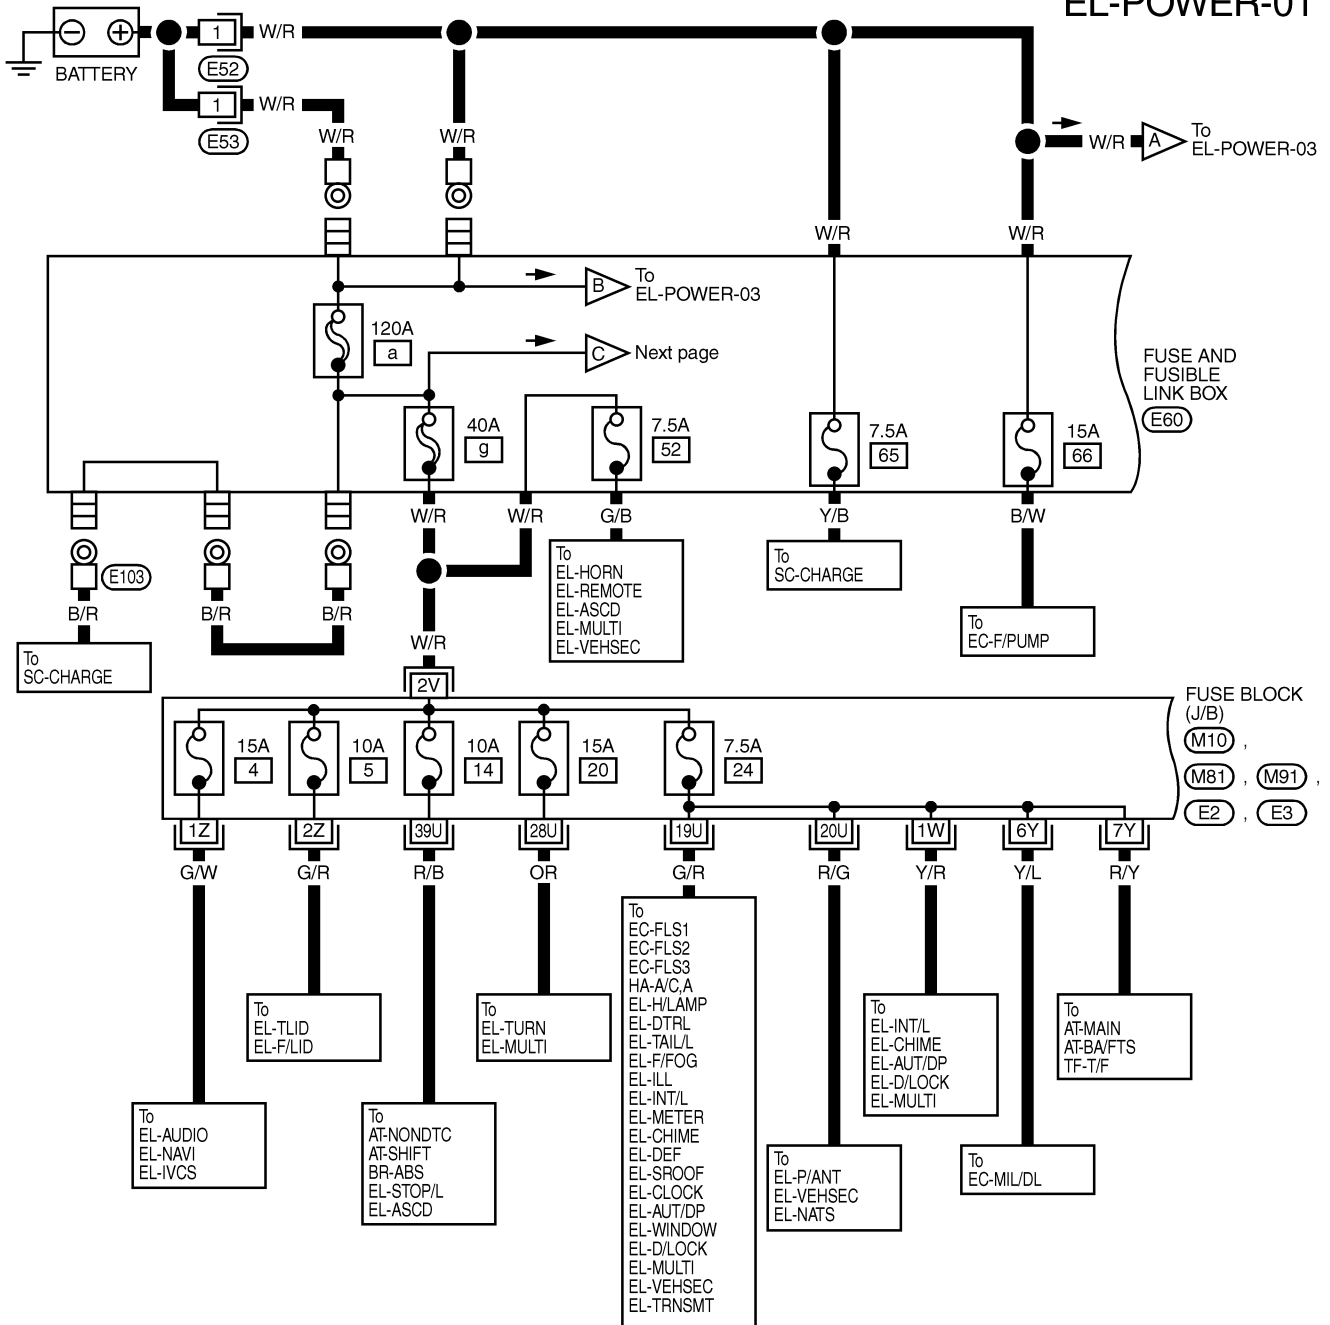 EL-POWER-01
BATTERY
1
W/R
E52
1
W/R
E53
W/R
W/R
W/R
A
To
EL-POWER-03
W/R
W/R
B
To
EL-POWER-03
120A
a
C
Next page
FUSE AND
FUSIBLE
LINK BOX
E60
40A
g
7.5A
52
7.5A
65
15A
66
W/R
W/R
G/B
Y/B
B/W
E103
To
EL-HORN
EL-REMOTE
EL-ASCD
EL-MULTI
EL-VEHSEC
To
SC-CHARGE
B/R
B/R
B/R
To
EC-F/PUMP
W/R
To
SC-CHARGE
2V
FUSE BLOCK
(J/B)
M10 ,
M81 , M91 ,
E2 , E3
15A
4
10A
5
10A
14
15A
20
7.5A
24
1Z
2Z
39U
28U
19U
20U
1W
6Y
7Y
G/W
G/R
R/B
OR
G/R
R/G
Y/R
Y/L
R/Y
To
EC-FLS1
EC-FLS2
EC-FLS3
HA-A/C,A
EL-H/LAMP
EL-DTRL
EL-TAIL/L
EL-F/FOG
EL-ILL
EL-INT/L
EL-METER
EL-CHIME
EL-DEF
EL-SROOF
EL-CLOCK
EL-AUT/DP
EL-WINDOW
EL-D/LOCK
EL-MULTI
EL-VEHSEC
EL-TRNSMT
To
EL-TLID
EL-F/LID
To
EL-TURN
EL-MULTI
To
EL-INT/L
EL-CHIME
EL-AUT/DP
EL-D/LOCK
EL-MULTI
To
AT-MAIN
AT-BA/FTS
TF-T/F
To
EL-AUDIO
EL-NAVI
EL-IVCS
To
AT-NONDTC
AT-SHIFT
BR-ABS
EL-STOP/L
EL-ASCD
To
EL-P/ANT
EL-VEHSEC
EL-NATS
To
EC-MIL/DL